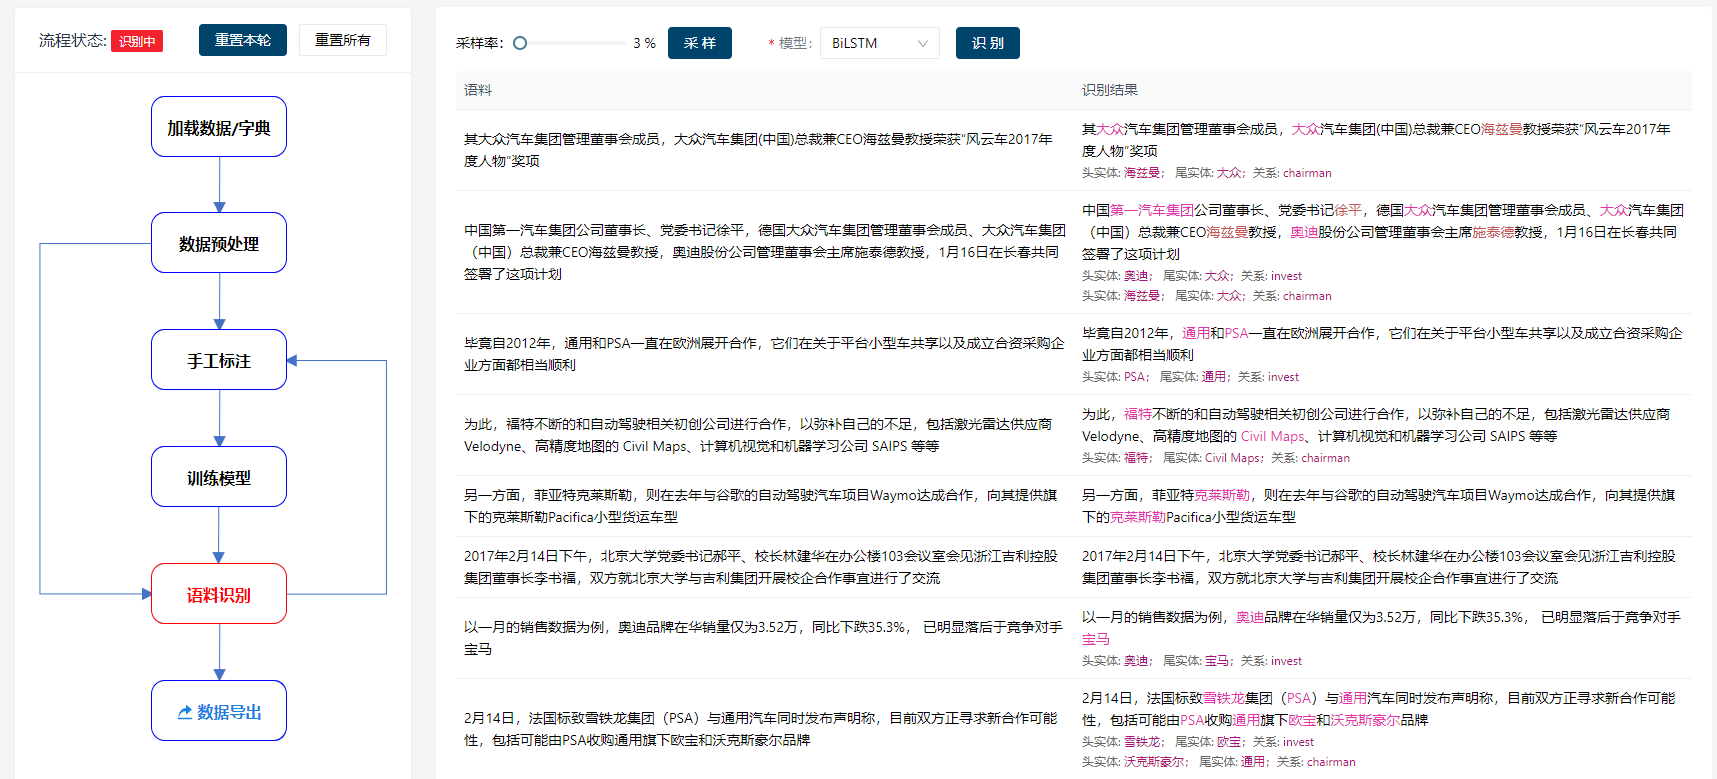 流程状态: 识别中 重置本轮 重置所有
加载数据/字典
数据预处理
手工标注
训练模型
语料识别
数据导出
采样率: 3 % 采 样 * 模型: BiLSTM 识 别
语料 识别结果
其大众汽车集团管理董事会成员，大众汽车集团(中国)总裁兼CEO海兹曼教授荣获“风云车2017年
度人物”奖项
其大众汽车集团管理董事会成员，大众汽车集团(中国)总裁兼CEO海兹曼教授荣获“风云车2017年
度人物”奖项
头实体: 海兹曼; 尾实体: 大众; 关系: chairman
中国第一汽车集团公司董事长、党委书记徐平，德国大众汽车集团管理董事会成员、大众汽车集团
（中国）总裁兼CEO海兹曼教授，奥迪股份公司管理董事会主席施泰德教授，1月16日在长春共同
签署了这项计划
中国第一汽车集团公司董事长、党委书记徐平，德国大众汽车集团管理董事会成员、大众汽车集团
（中国）总裁兼CEO海兹曼教授，奥迪股份公司管理董事会主席施泰德教授，1月16日在长春共同
签署了这项计划
头实体: 奥迪; 尾实体: 大众; 关系: invest
头实体: 海兹曼; 尾实体: 大众; 关系: chairman
毕竟自2012年，通用和PSA一直在欧洲展开合作，它们在关于平台小型车共享以及成立合资采购企
业方面都相当顺利
毕竟自2012年，通用和PSA一直在欧洲展开合作，它们在关于平台小型车共享以及成立合资采购企
业方面都相当顺利
头实体: PSA; 尾实体: 通用; 关系: invest
为此，福特不断的和自动驾驶相关初创公司进行合作，以弥补自己的不足，包括激光雷达供应商
Velodyne、高精度地图的 Civil Maps、计算机视觉和机器学习公司 SAIPS 等等
为此，福特不断的和自动驾驶相关初创公司进行合作，以弥补自己的不足，包括激光雷达供应商
Velodyne、高精度地图的 Civil Maps、计算机视觉和机器学习公司 SAIPS 等等
头实体: 福特; 尾实体: Civil Maps; 关系: chairman
另一方面，菲亚特克莱斯勒，则在去年与谷歌的自动驾驶汽车项目Waymo达成合作，向其提供旗
下的克莱斯勒Pacifica小型货运车型
另一方面，菲亚特克莱斯勒，则在去年与谷歌的自动驾驶汽车项目Waymo达成合作，向其提供旗
下的克莱斯勒Pacifica小型货运车型
2017年2月14日下午，北京大学党委书记郝平、校长林建华在办公楼103会议室会见浙江吉利控股
集团董事长李书福，双方就北京大学与吉利集团开展校企合作事宜进行了交流
2017年2月14日下午，北京大学党委书记郝平、校长林建华在办公楼103会议室会见浙江吉利控股
集团董事长李书福，双方就北京大学与吉利集团开展校企合作事宜进行了交流
以一月的销售数据为例，奥迪品牌在华销量仅为3.52万，同比下跌35.3%， 已明显落后于竞争对手
宝马
以一月的销售数据为例，奥迪品牌在华销量仅为3.52万，同比下跌35.3%， 已明显落后于竞争对手
宝马
头实体: 奥迪; 尾实体: 宝马; 关系: invest
2月14日，法国标致雪铁龙集团（PSA）与通用汽车同时发布声明称，目前双方正寻求新合作可能
性，包括可能由PSA收购通用旗下欧宝和沃克斯豪尔品牌
2月14日，法国标致雪铁龙集团（PSA）与通用汽车同时发布声明称，目前双方正寻求新合作可能
性，包括可能由PSA收购通用旗下欧宝和沃克斯豪尔品牌
头实体: 雪铁龙; 尾实体: 欧宝; 关系: invest
头实体: 沃克斯豪尔; 尾实体: 通用; 关系: chairman